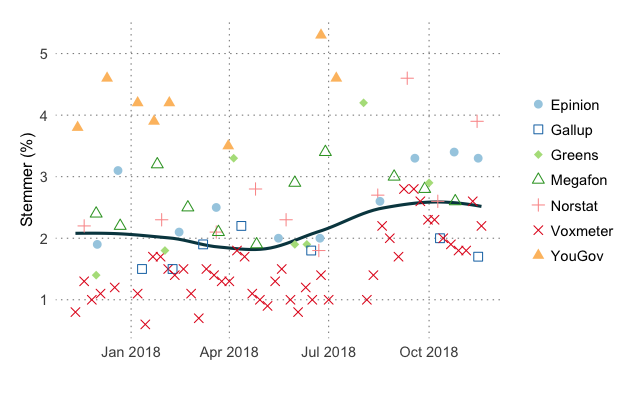 5
4
3
2
1
Stemmer (%)
Jan 2018
Apr 2018
Jul 2018
Oct 2018
Epinion
Gallup
Greens
Megafon
Norstat
Voxmeter
YouGov